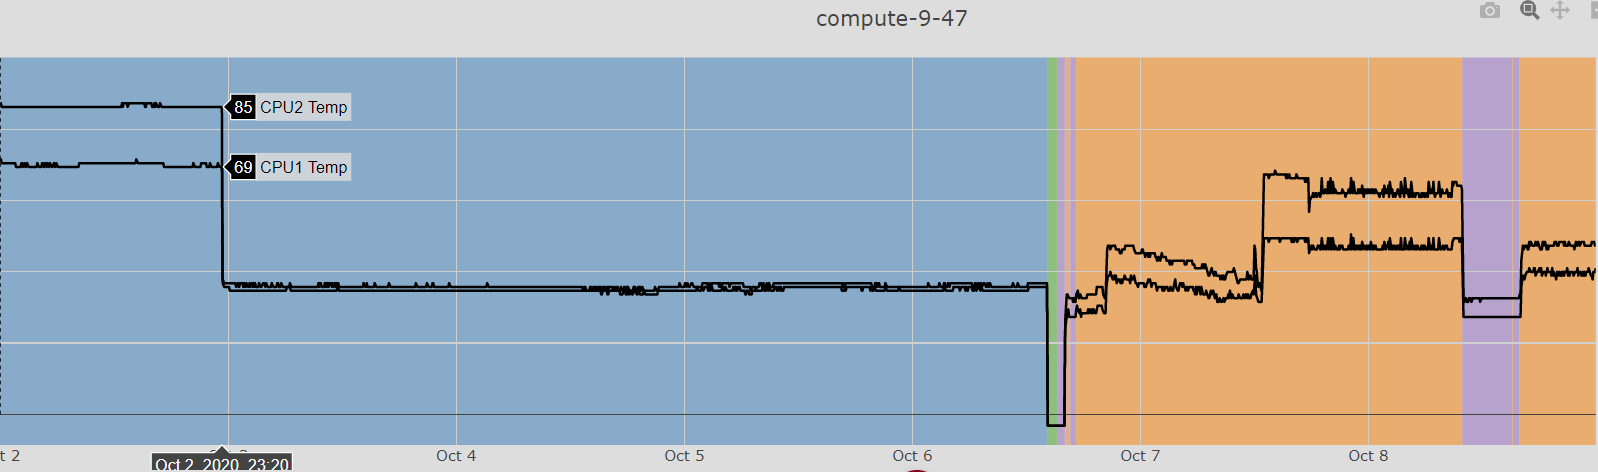 compute-9-47
85 CPU2 Temp
69 CPU1 Temp
t 2
Oct 4
Oct 5
Oct 6
Oct 7
Oct 8
Oct 2, 2020, 23:20